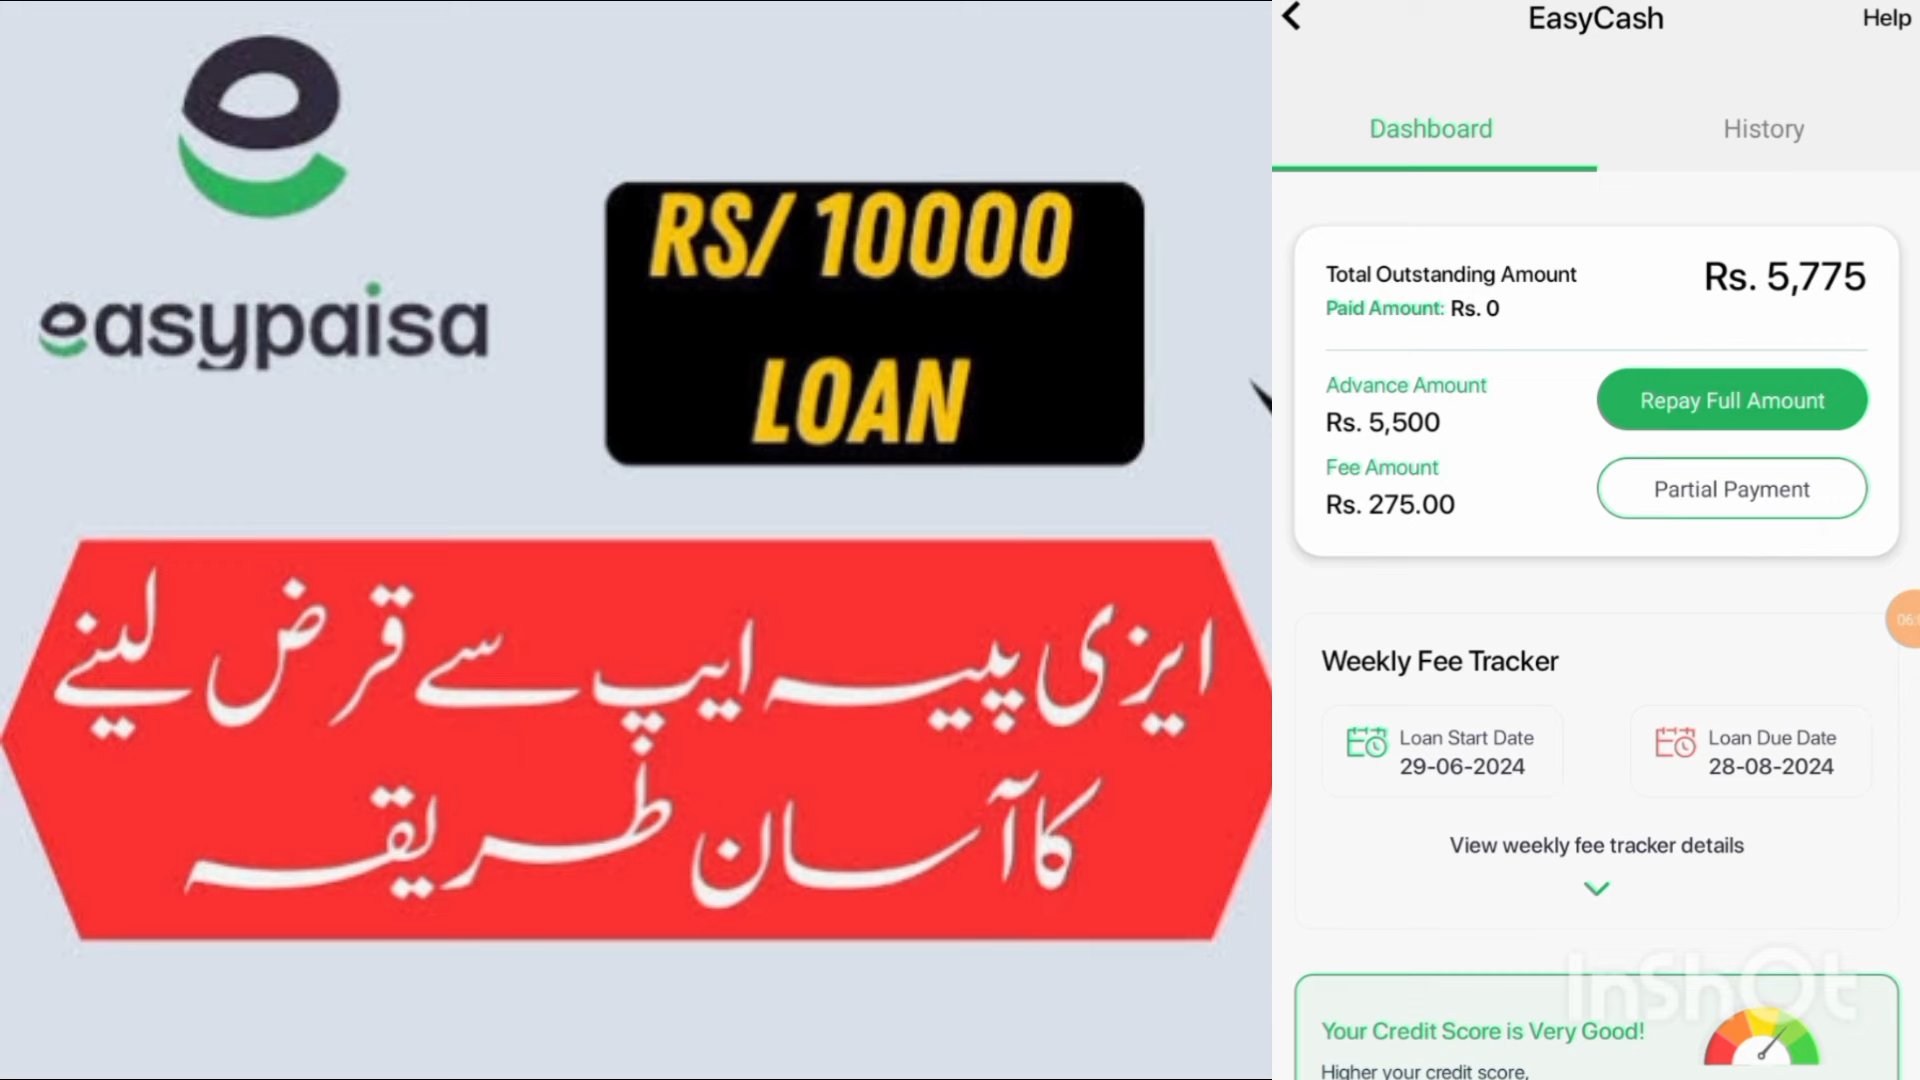 easypaisa
RS/ 10000
LOAN
ایزی پیسہ ایپ سے قرض لینے
کا آسان طریقہ
EasyCash
Help
Dashboard
History
Total Outstanding Amount
Rs. 5,775
Paid Amount: Rs. 0
Advance Amount
Rs. 5,500
Repay Full Amount
Fee Amount
Rs. 275.00
Partial Payment
Weekly Fee Tracker
Loan Start Date
29-06-2024
Loan Due Date
28-08-2024
View weekly fee tracker details
InShOt
Your Credit Score is Very Good!
Higher your credit score,